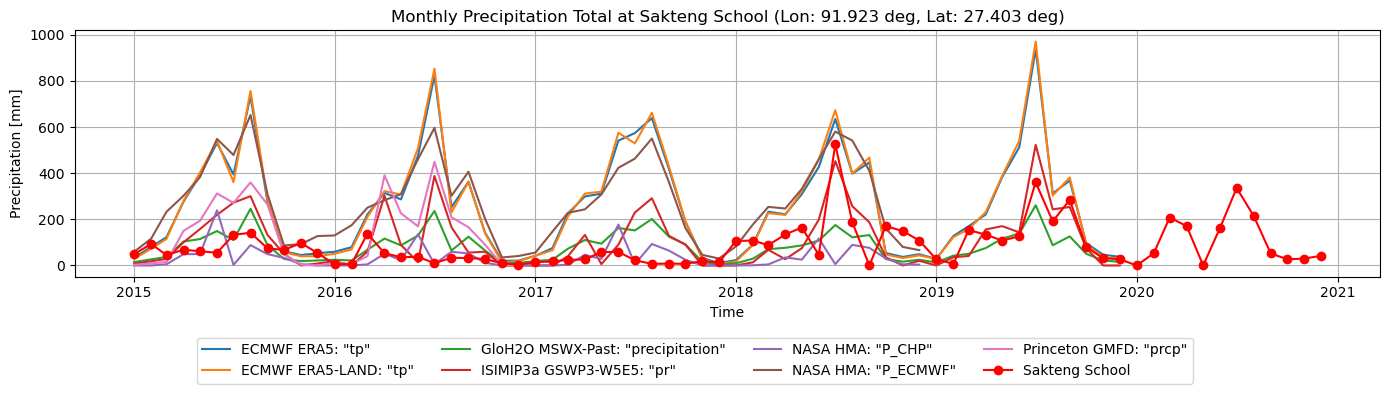 Monthly Precipitation Total at Sakteng School (Lon: 91.923 deg, Lat: 27.403 deg)
Precipitation [mm]
1000
800
600
400
200
0
2015 2016 2017 2018 2019 2020 2021
Time
ECMWF ERA5: "tp" GloH2O MSWX-Past: "precipitation" NASA HMA: "P_CHP" Princeton GMFD: "prcp"
ECMWF ERA5-LAND: "tp" ISIMIP3a GSWP3-W5E5: "pr" NASA HMA: "P_ECMWF" Sakteng School